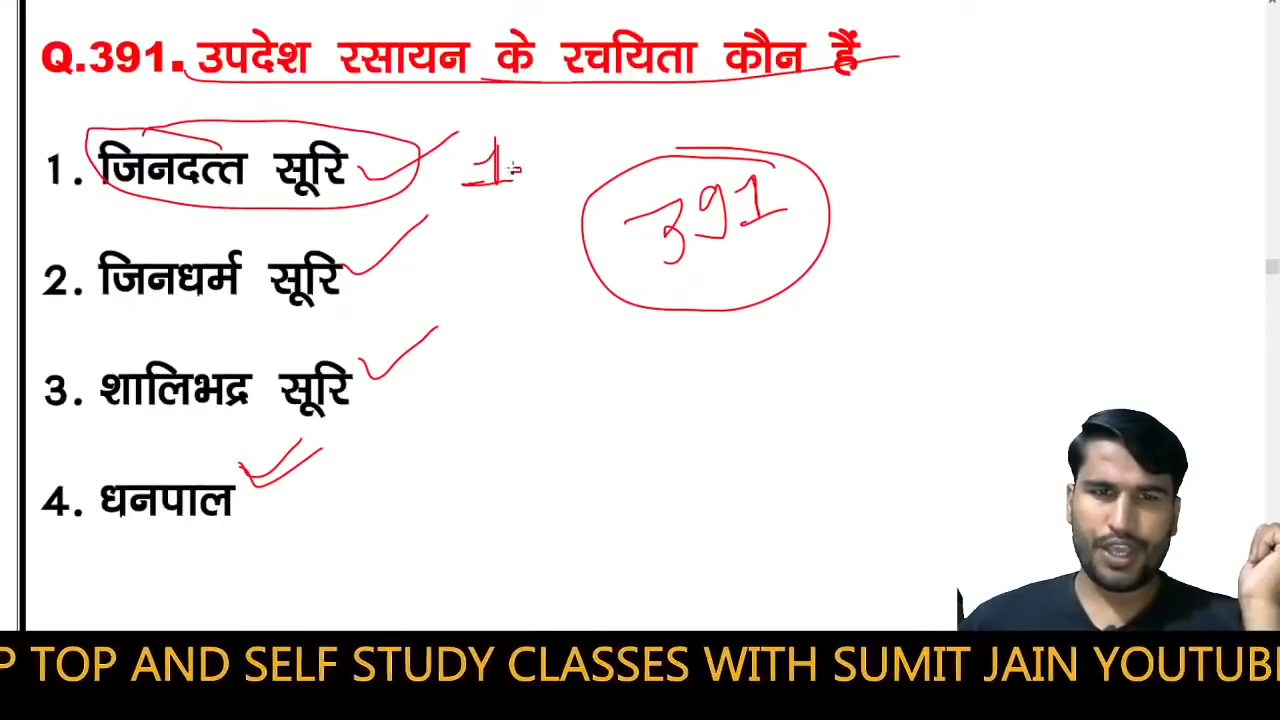 Q.391. उपदेश रसायन के रचयिता कौन हैं
1. जिनदत्त सूरि 1.
391
2. जिनधर्म सूरि
3. शालिभद्र सूरि
4. धनपाल
P TOP AND SELF STUDY CLASSES WITH SUMIT JAIN YOUTUBE